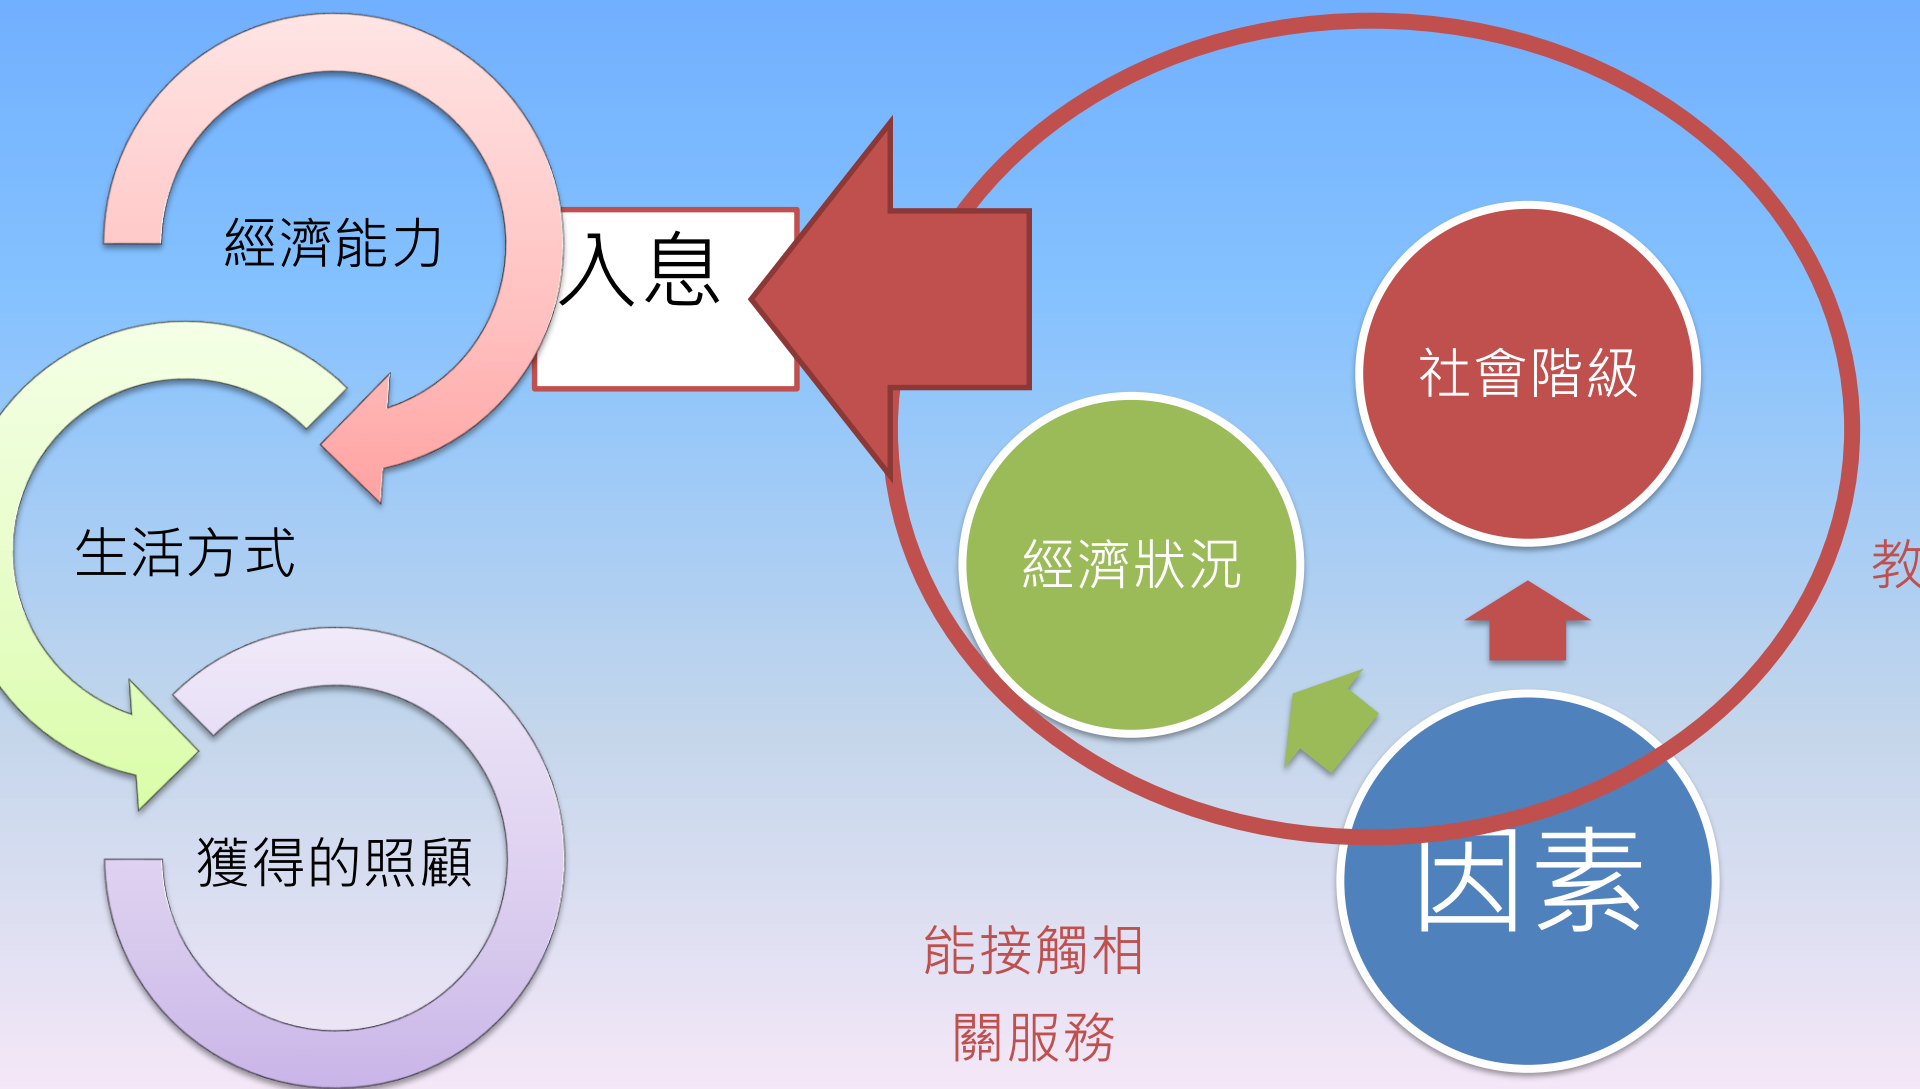 經濟能力
入息
社會階級
生活方式
經濟狀況
教
獲得的照顧
因素
能接觸相
關服務